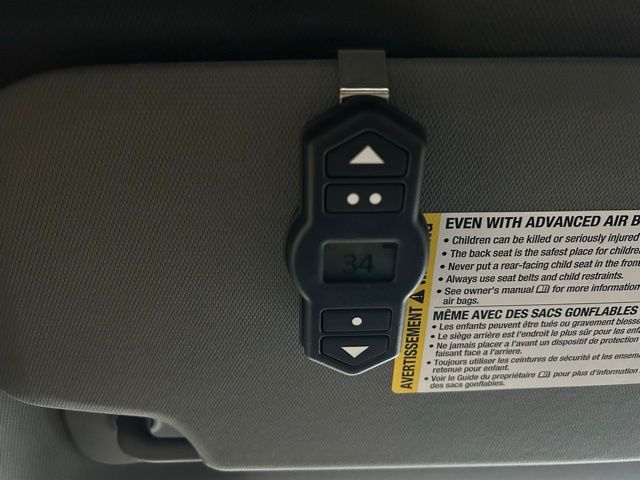 34
EVEN WITH ADVANCED AIR B
• Children can be killed or seriously injured
• The back seat is the safest place for children
• Never put a rear-facing child seat in the front
• Always use seat belts and child restraints.
• See owner's manual for more information
air bags.
AVERTISSEMENT
MÊME AVEC DES SACS GONFLABLES
• Les enfants peuvent être tués ou gravement blesse
• Le siège arrière est l'endroit le plus sûr pour les enfa
• Ne jamais placer a l'avant un dispositif de protection
faisant face a l'arriere.
• Toujours utiliser les ceintures de sécurité et les ensem
retenue pour enfant.
• Voir le Guide du propriétaire pour plus d'information
des sacs gonflables.